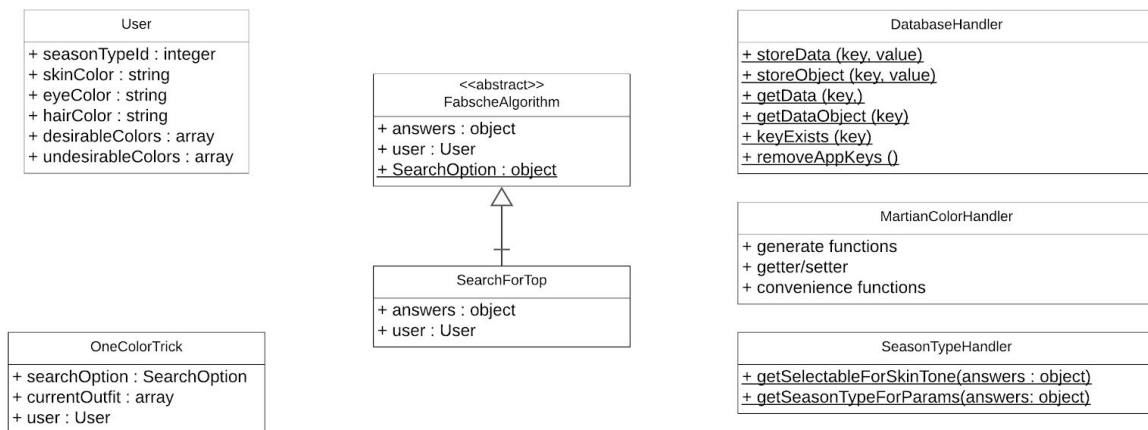 User
+ seasonTypeId : integer
+ skinColor : string
+ eyeColor : string
+ hairColor : string
+ desirableColors : array
+ undesirableColors : array
<<abstract>>
FabscheAlgorithm
+ answers : object
+ user : User
+ SearchOption : object
DatabaseHandler
+ storeData (key, value)
+ storeObject (key, value)
+ getData (key,)
+ getDataObject (key)
+ keyExists (key)
+ removeAppKeys ()
MartianColorHandler
+ generate functions
+ getter/setter
+ convenience functions
SearchForTop
+ answers : object
+ user : User
OneColorTrick
+ searchOption : SearchOption
+ currentOutfit : array
+ user : User
SeasonTypeHandler
+ getSelectableForSkinTone(answers : object)
+ getSeasonTypeForParams(answers: object)